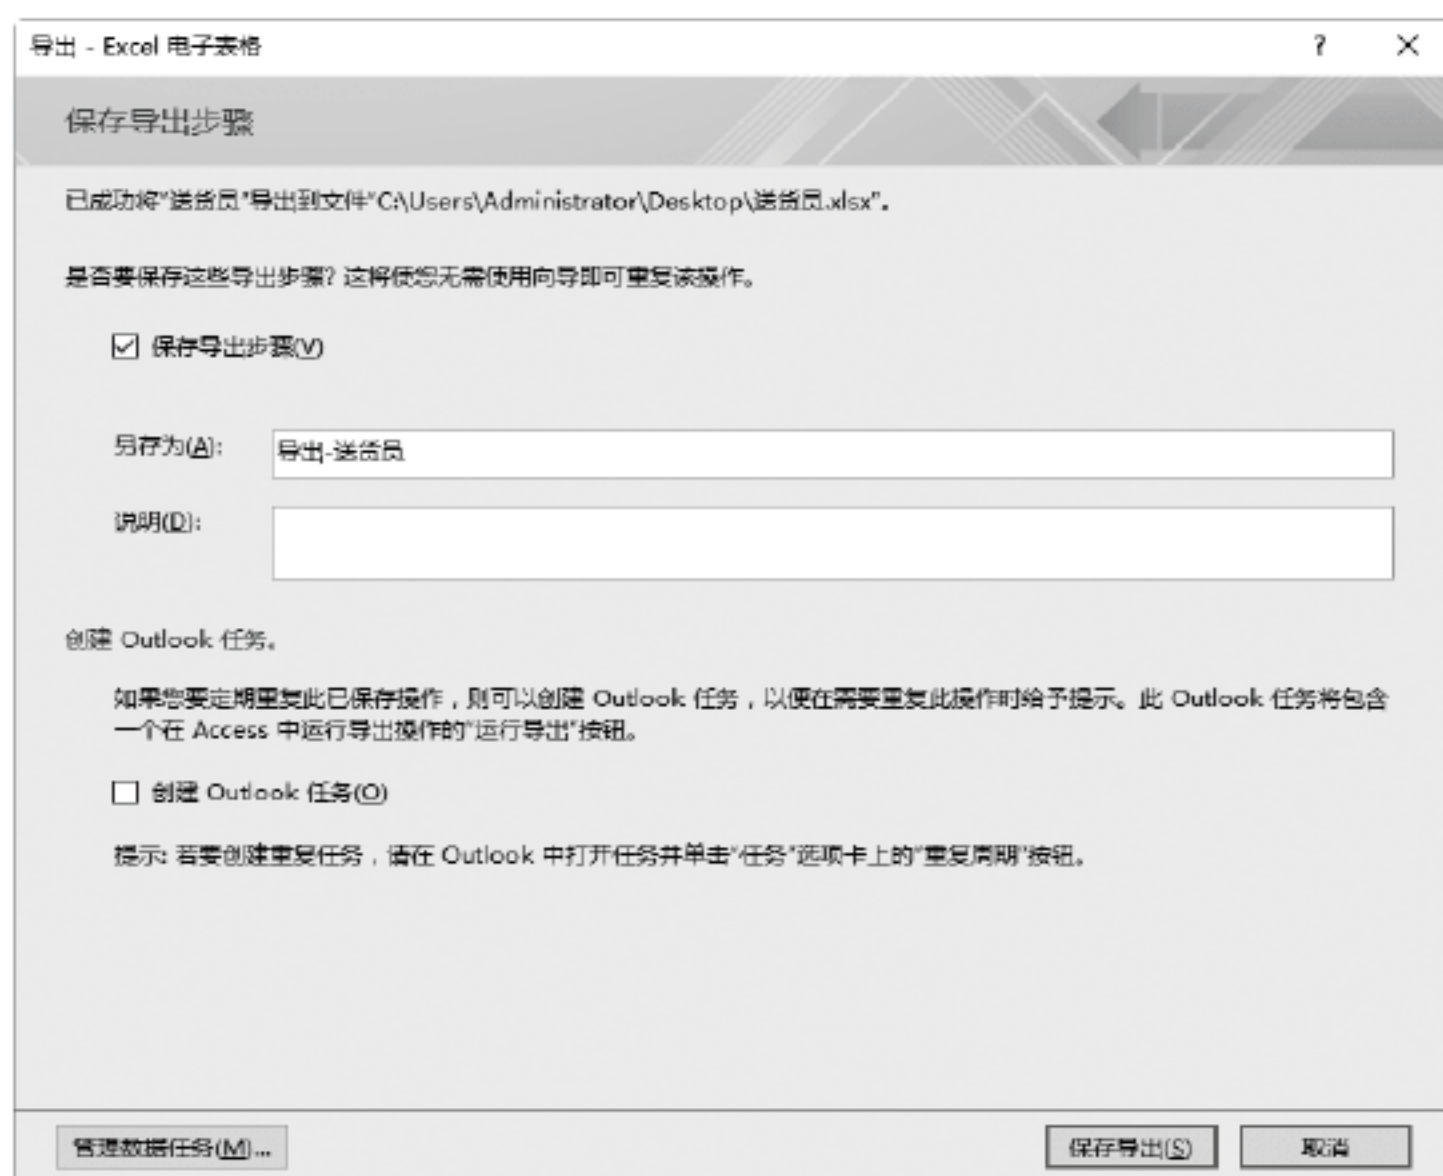 导出 - Excel 电子表格
? ×
保存导出步骤
已成功将"送货员"导出到文件"C:\Users\Administrator\Desktop\送货员.xlsx"。
是否要保存这些导出步骤? 这将使您无需使用向导即可重复该操作。
保存导出步骤(V)
另存为(A):
导出-送货员
说明(D):
创建 Outlook 任务。
如果您要定期重复此已保存操作，则可以创建 Outlook 任务，以便在需要重复此操作时给予提示。此 Outlook 任务将包含
一个在 Access 中运行导出操作的"运行导出"按钮。
创建 Outlook 任务(O)
提示: 若要创建重复任务，请在 Outlook 中打开任务并单击"任务"选项卡上的"重复周期"按钮。
管理数据任务(M)...
保存导出(S)
取消